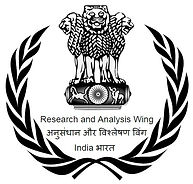 Research and Analysis Wing
अनुसंधान और विश्लेषण विंग
India भारत